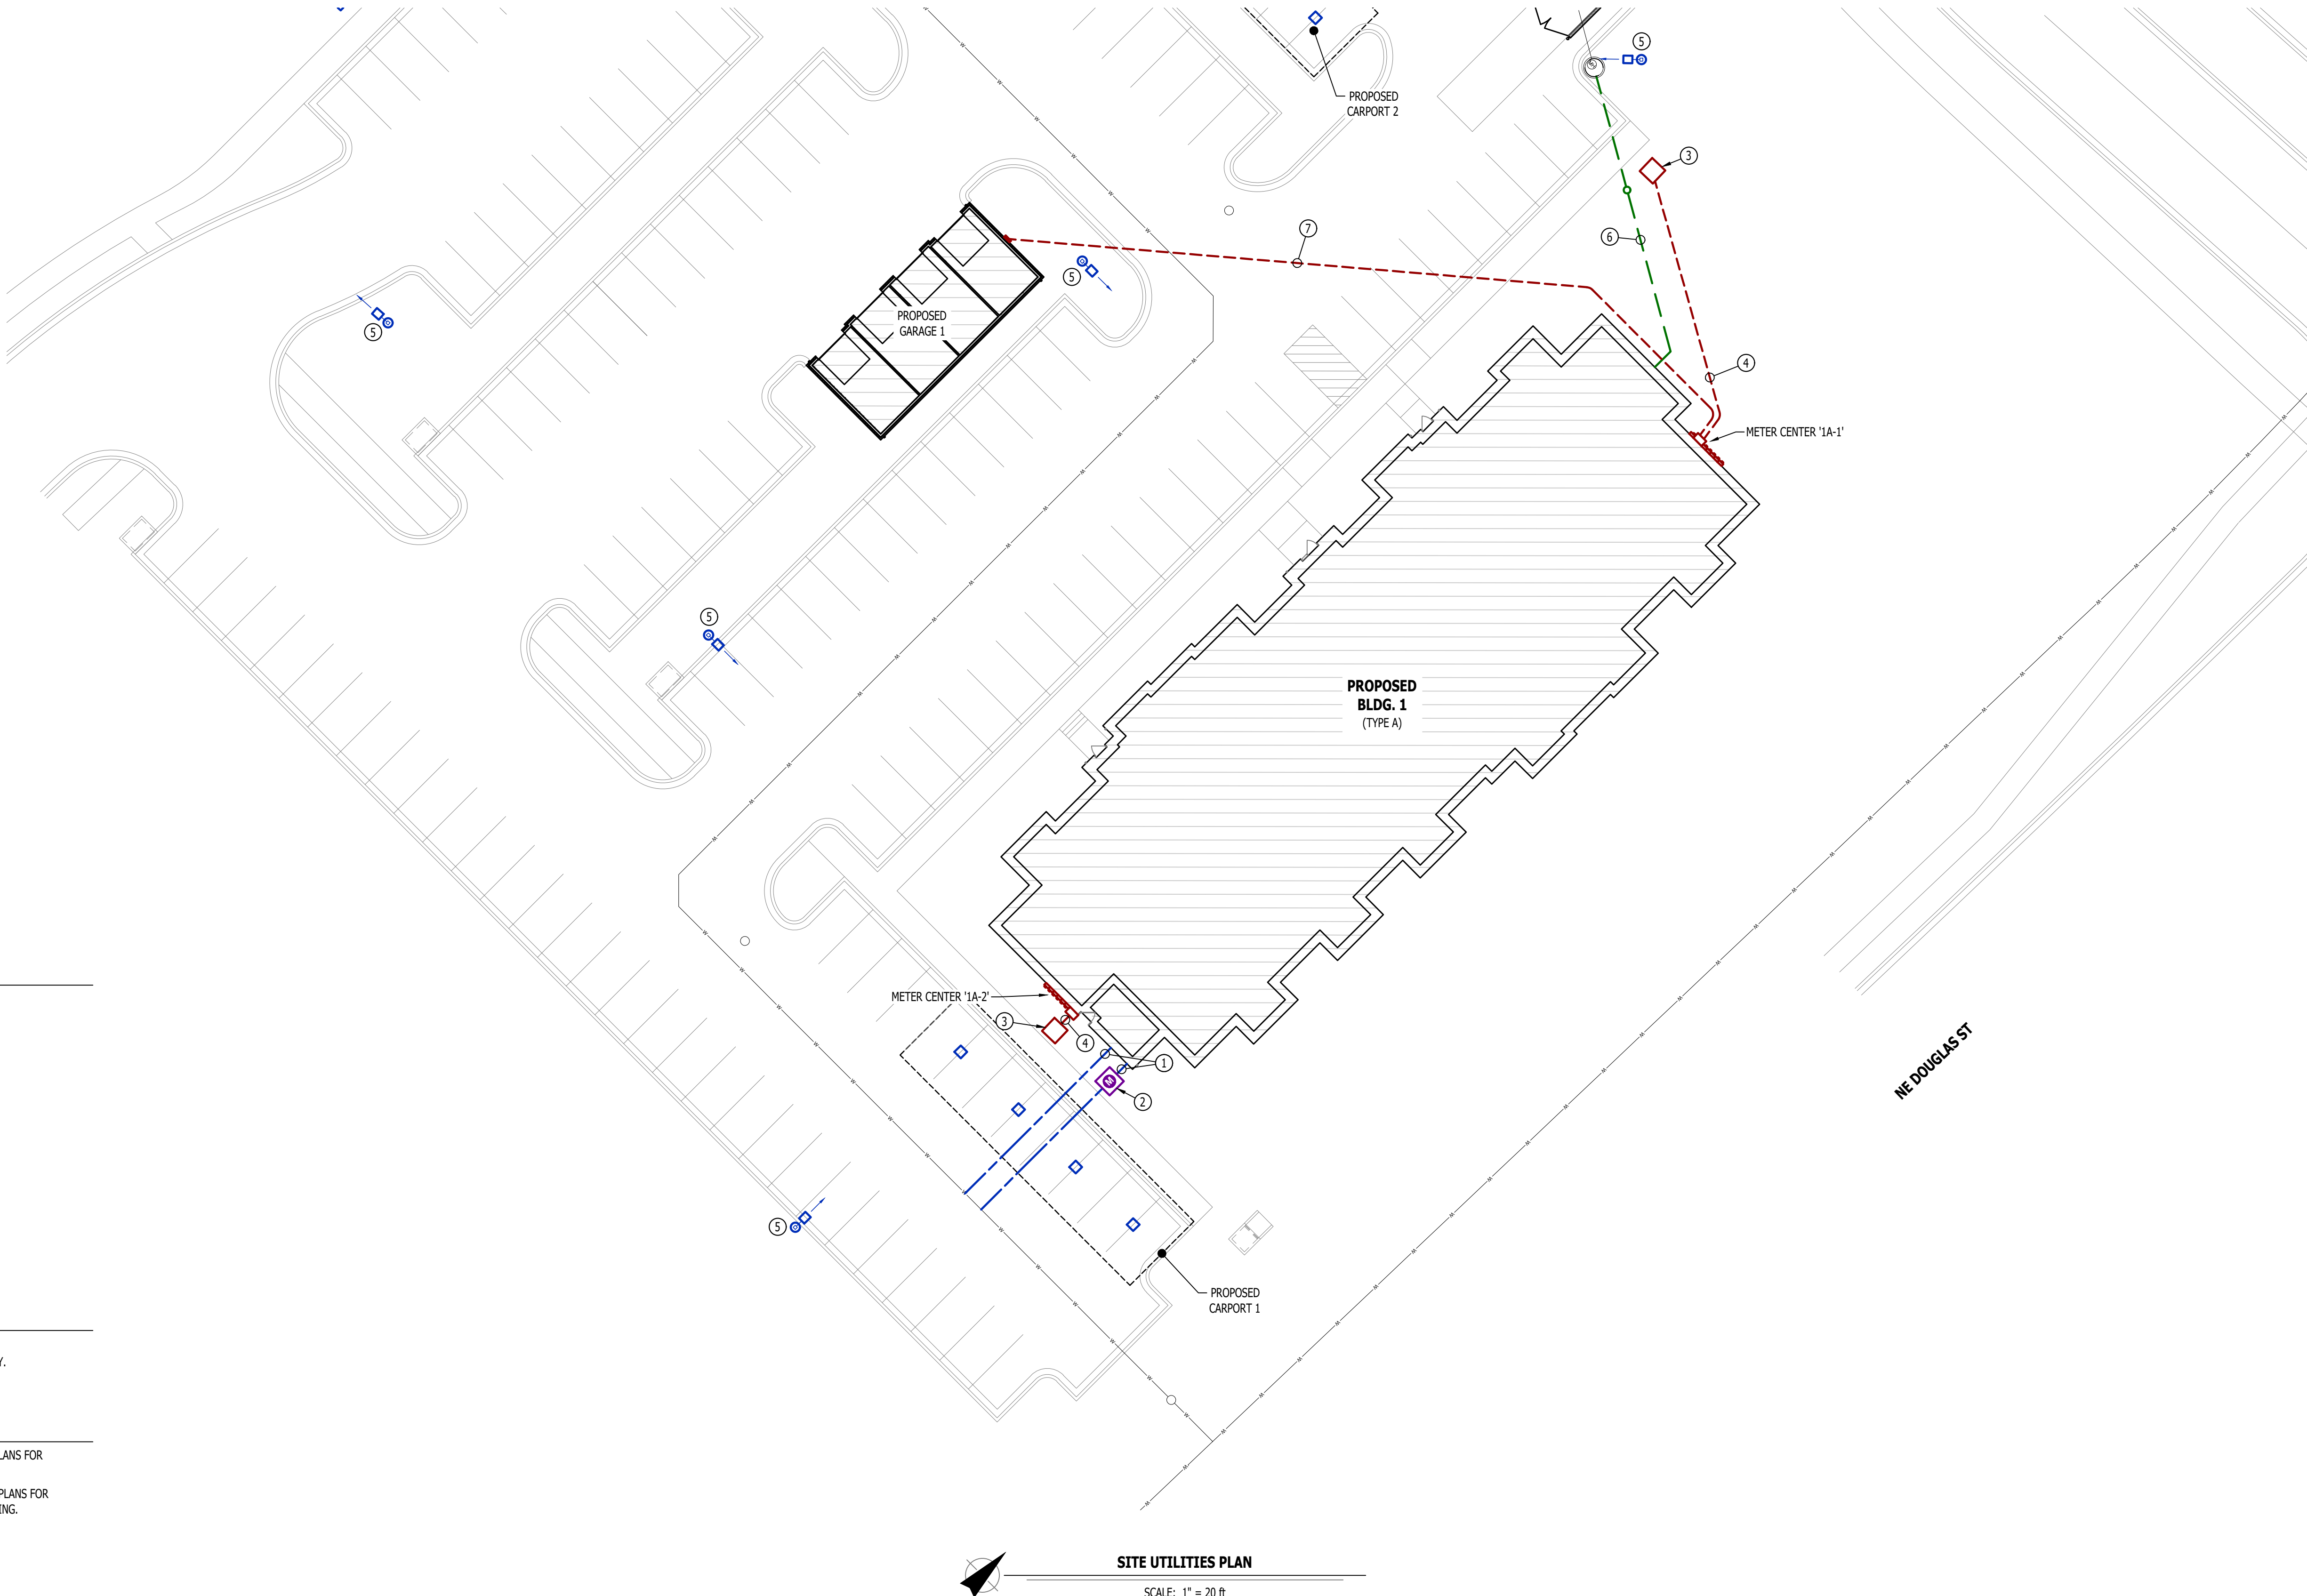 5
PROPOSED
CARPORT 2
3
7
6
5
PROPOSED
GARAGE 1
5
4
METER CENTER '1A-1'
5
PROPOSED
BLDG. 1
(TYPE A)
METER CENTER '1A-2'
3
4
1
2
NE DOUGLAS ST
5
PROPOSED
CARPORT 1
Y.
LANS FOR
PLANS FOR
ING.
SITE UTILITIES PLAN
SCALE: 1" = 20 ft